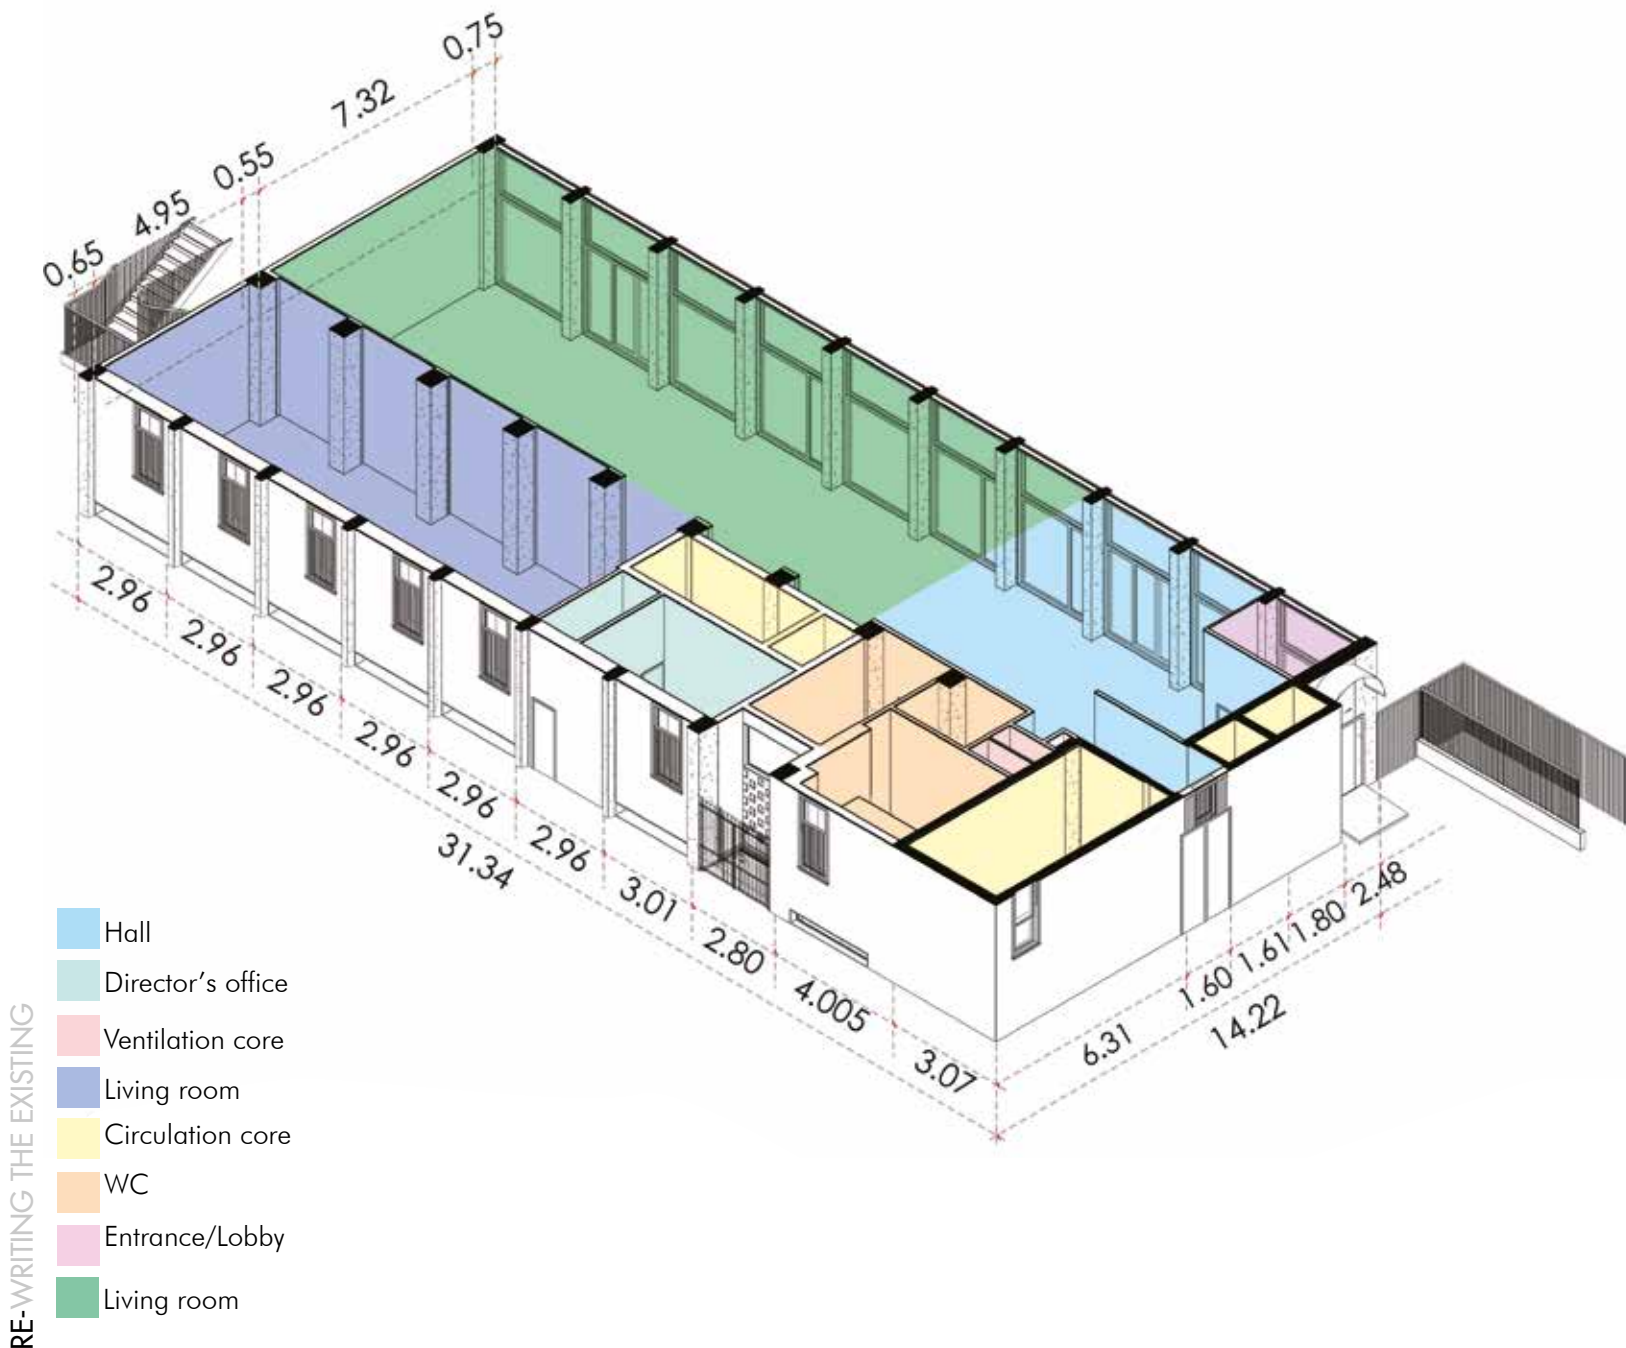 0.75
7.32
0.55
4.95
0.65
2.96
2.96
2.96
2.96
2.96
2.96
3.01
2.80
4.005
3.07
31.34
6.31
1.60
1.61
1.80
2.48
14.22
Hall
Director's office
Ventilation core
Living room
Circulation core
WC
Entrance/Lobby
Living room
RE-WRITING THE EXISTING